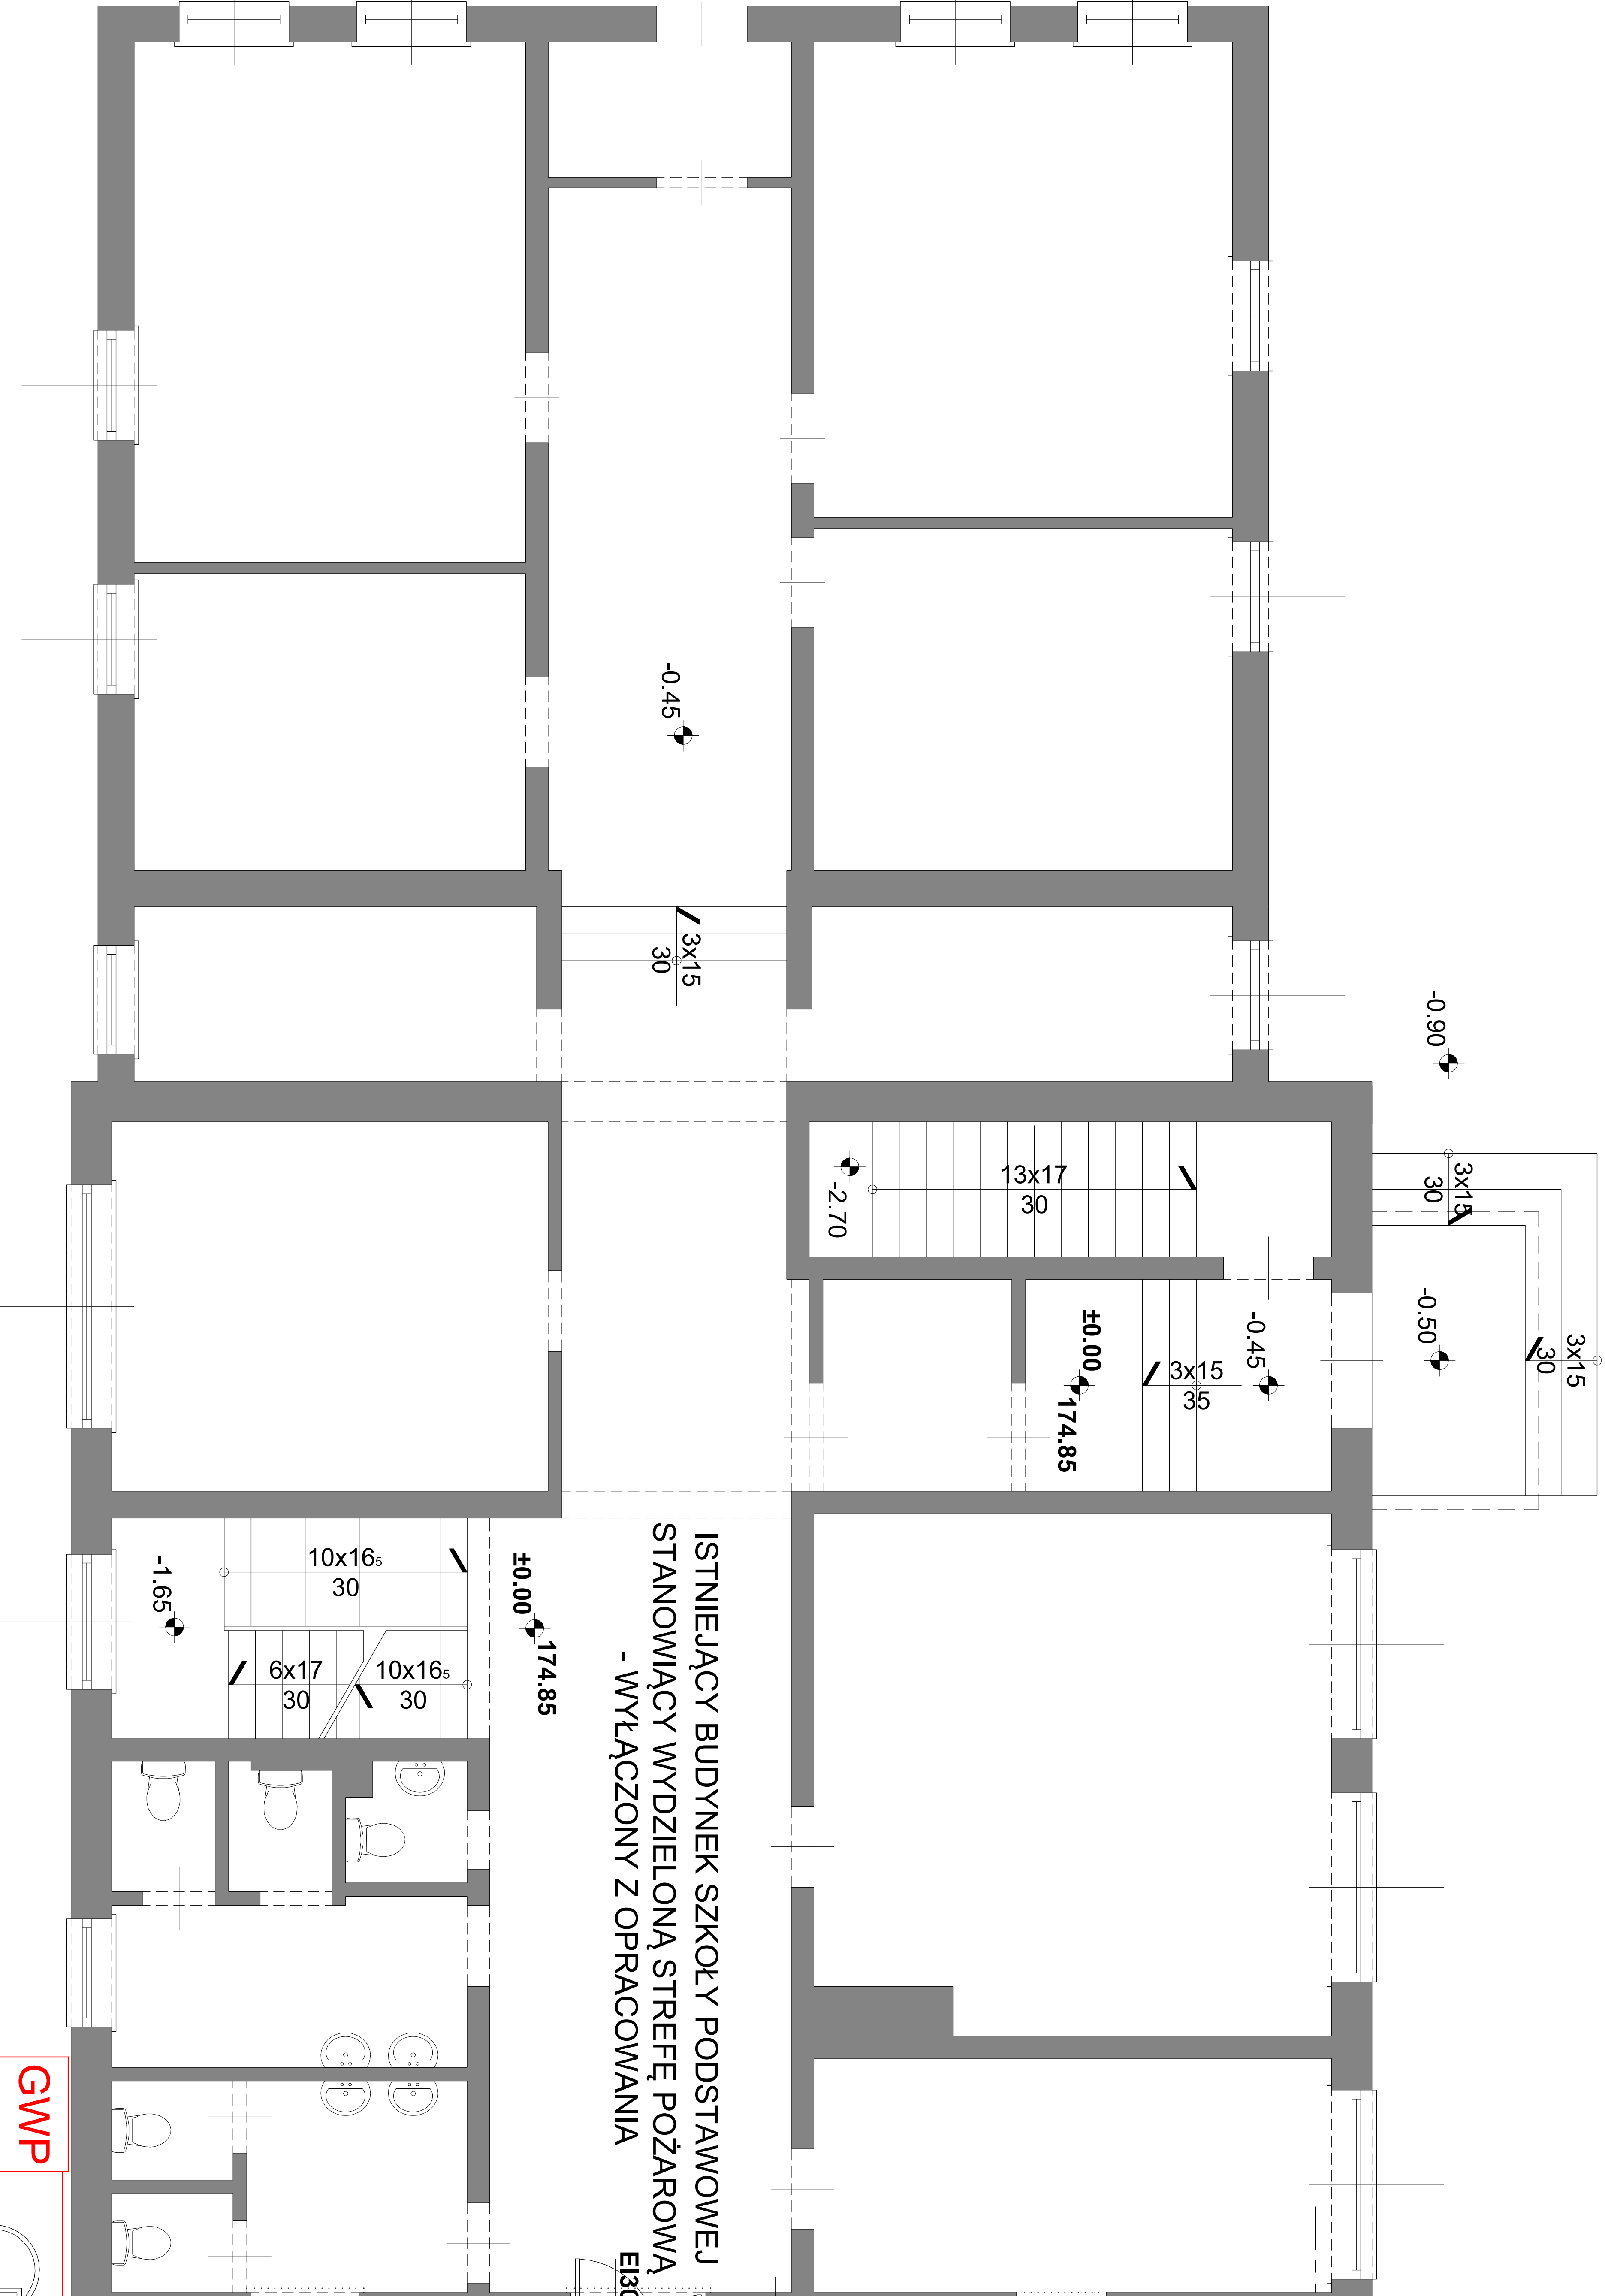 -0.45
3x15
30
-0.90
13x17
30
-2.70
3x15
30
-0.50
3x15
30
±0.00
174.85
-0.45
3x15
35
10x16₅
30
-1.65
±0.00
174.85
6x17
30
10x16₅
30
ISTNIEJĄCY BUDYNEK SZKOŁY PODSTAWOWEJ
STANOWIĄCY WYDZIELONĄ STREFĘ POŻAROWĄ
- WYŁĄCZONY Z OPRACOWANIA
GWP